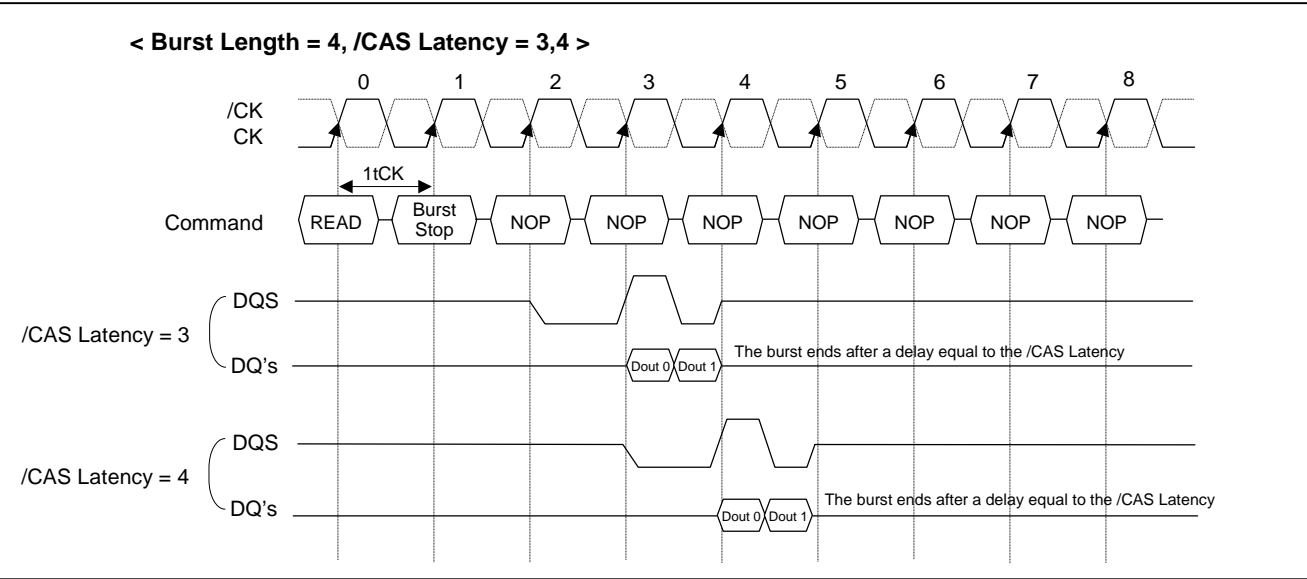 < Burst Length = 4, /CAS Latency = 3,4 >
0 1 2 3 4 5 6 7 8
/CK
CK
1tCK
Command READ Burst Stop NOP NOP NOP NOP NOP NOP NOP
/CAS Latency = 3
DQS
DQ's Dout 0 Dout 1 The burst ends after a delay equal to the /CAS Latency
/CAS Latency = 4
DQS
DQ's Dout 0 Dout 1 The burst ends after a delay equal to the /CAS Latency